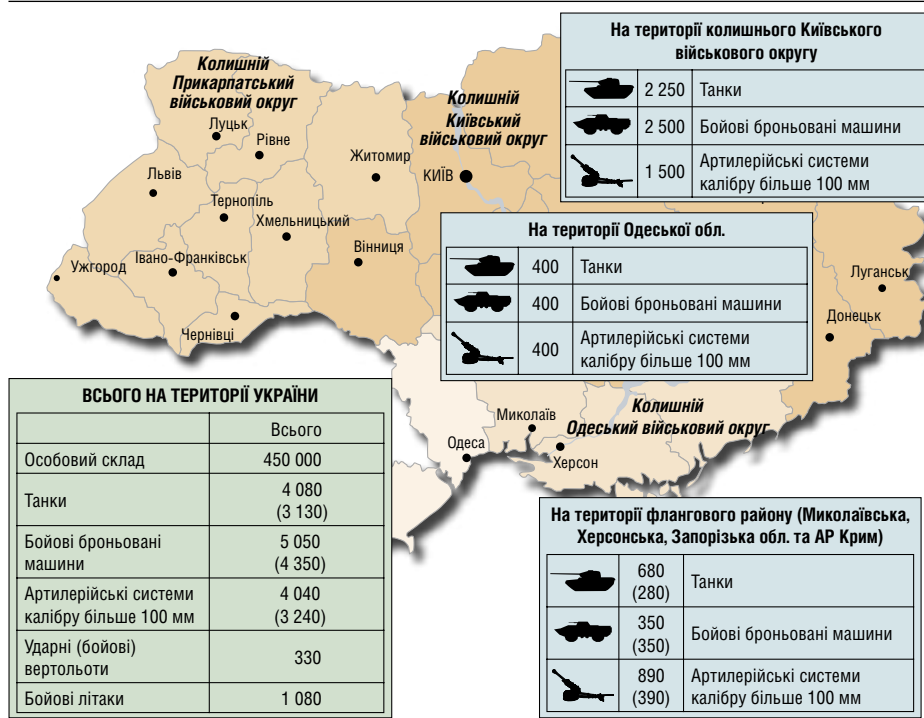 На території колишнього Київського
військового округу
2 250 Танки
2 500 Бойові броньовані машини
1 500 Артилерійські системи
калібру більше 100 мм
Колишній
Прикарпатський
військовий округ
Колишній
Київський
військовий округ
Луцьк
Рівне
Житомир
КИЇВ
Львів
Тернопіль
Хмельницький
Вінниця
Ужгород
Івано-Франківськ
Чернівці
Луганськ
Донецьк
На території Одеської обл.
400 Танки
400 Бойові броньовані машини
400 Артилерійські системи
калібру більше 100 мм
Миколаїв
Колишній
Одеський військовий округ
Одеса
Херсон
ВСЬОГО НА ТЕРИТОРІЇ УКРАЇНИ
Всього
Особовий склад 450 000
Танки 4 080
(3 130)
Бойові броньовані 5 050
машини (4 350)
Артилерійські системи 4 040
калібру більше 100 мм (3 240)
Ударні (бойові)
вертольоти 330
Бойові літаки 1 080
На території флангового району (Миколаївська,
Херсонська, Запорізька обл. та АР Крим)
680
(280) Танки
350
(350) Бойові броньовані машини
890 Артилерійські системи
(390) калібру більше 100 мм